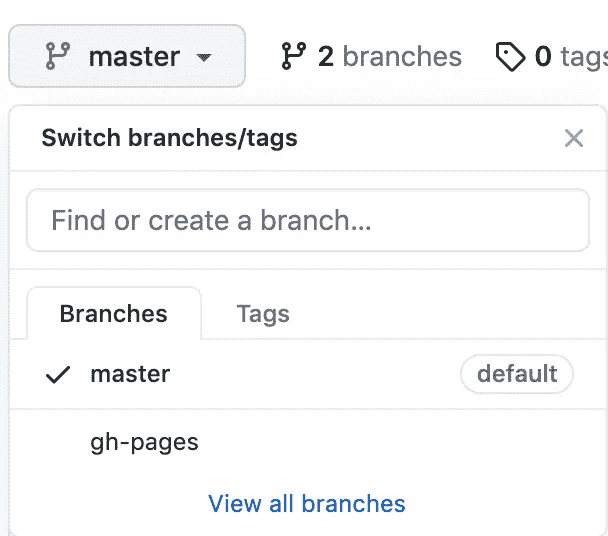 master 2 branches 0 tags
Switch branches/tags
Find or create a branch...
Branches Tags
master default
gh-pages
View all branches